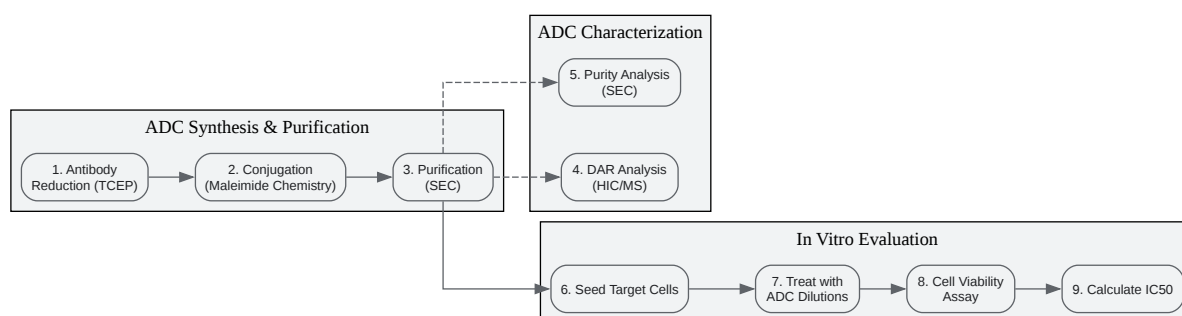 ADC Characterization
5. Purity Analysis
(SEC)
ADC Synthesis & Purification
1. Antibody
Reduction (TCEP)
2. Conjugation
(Maleimide Chemistry)
3. Purification
(SEC)
4. DAR Analysis
(HIC/MS)
In Vitro Evaluation
6. Seed Target Cells
7. Treat with
ADC Dilutions
8. Cell Viability
Assay
9. Calculate IC50